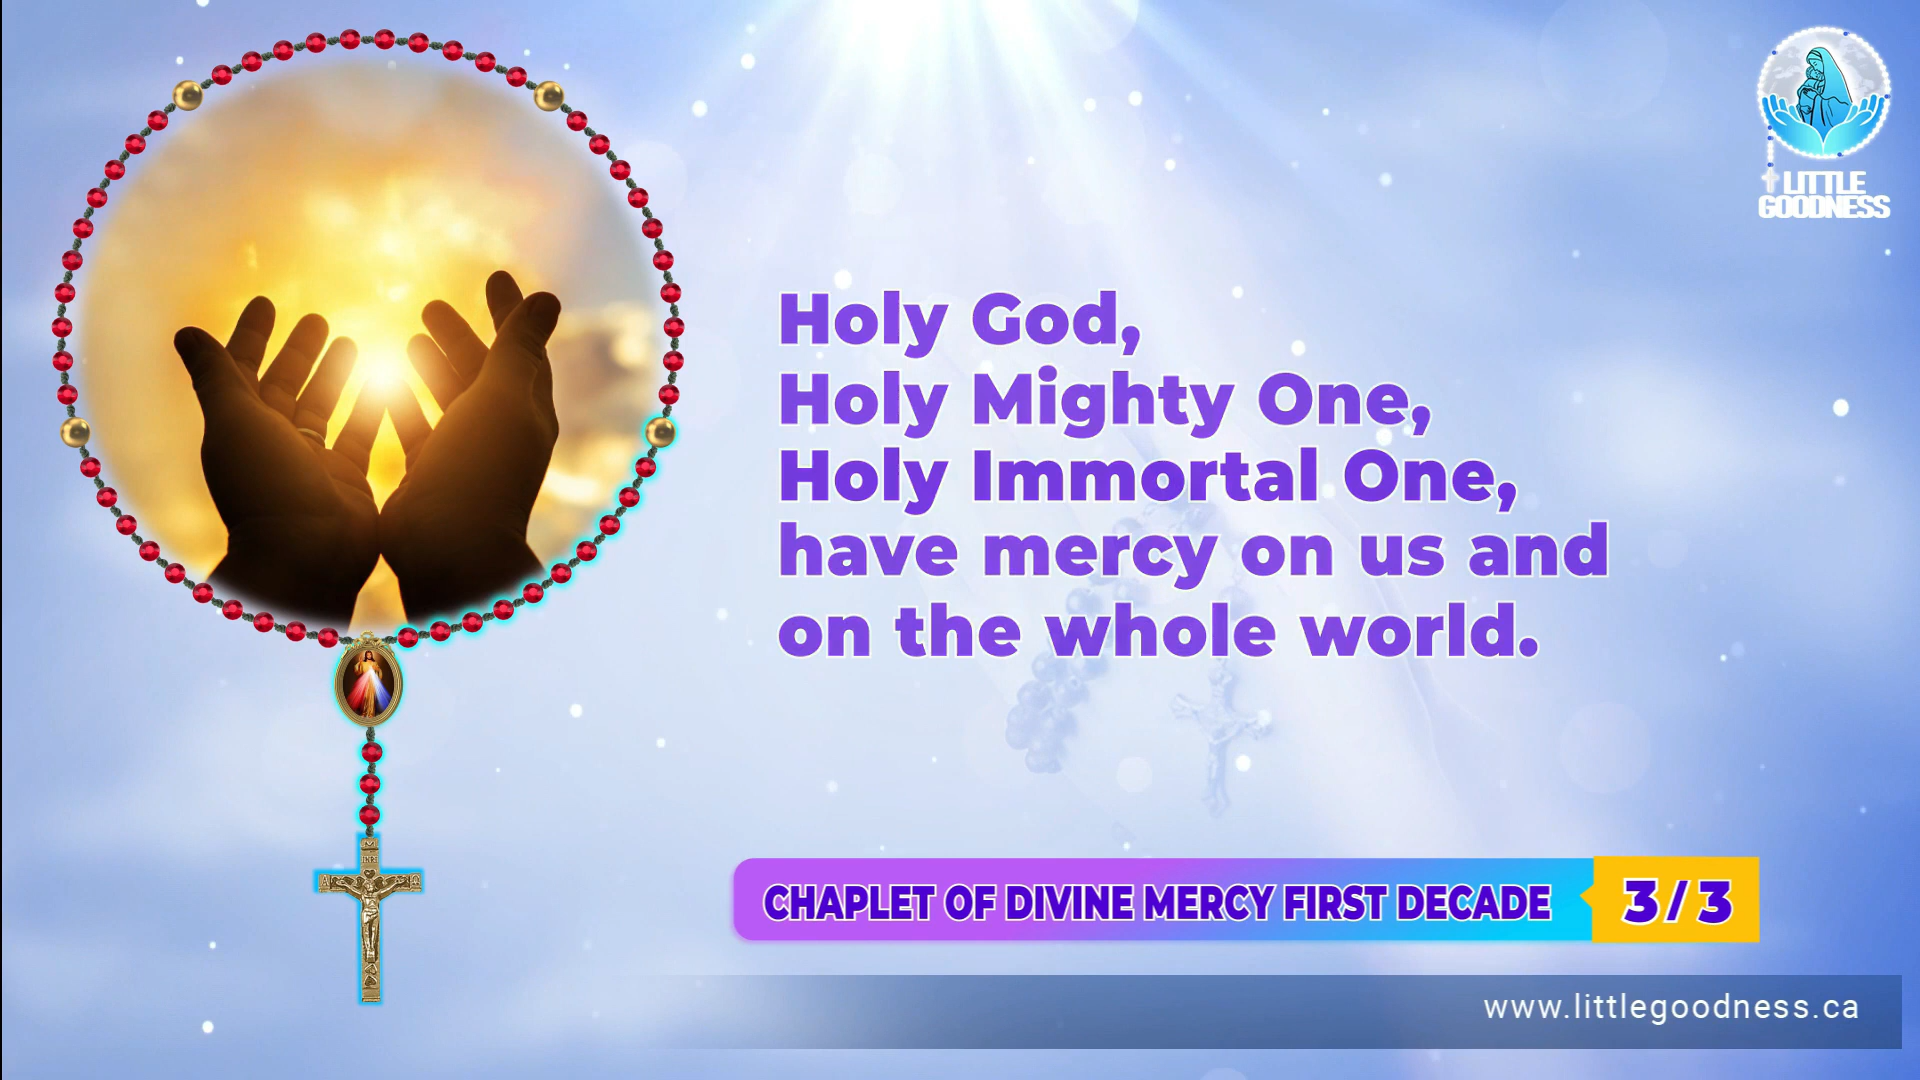 LITTLE
GOODNESS
Holy God,
Holy Mighty One,
Holy Immortal One,
have mercy on us and
on the whole world.
INRI
CHAPLET OF DIVINE MERCY FIRST DECADE
3/3
www.littlegoodness.ca